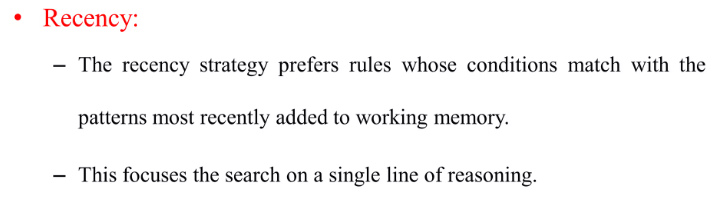 • Recency:
– The recency strategy prefers rules whose conditions match with the
patterns most recently added to working memory.
– This focuses the search on a single line of reasoning.